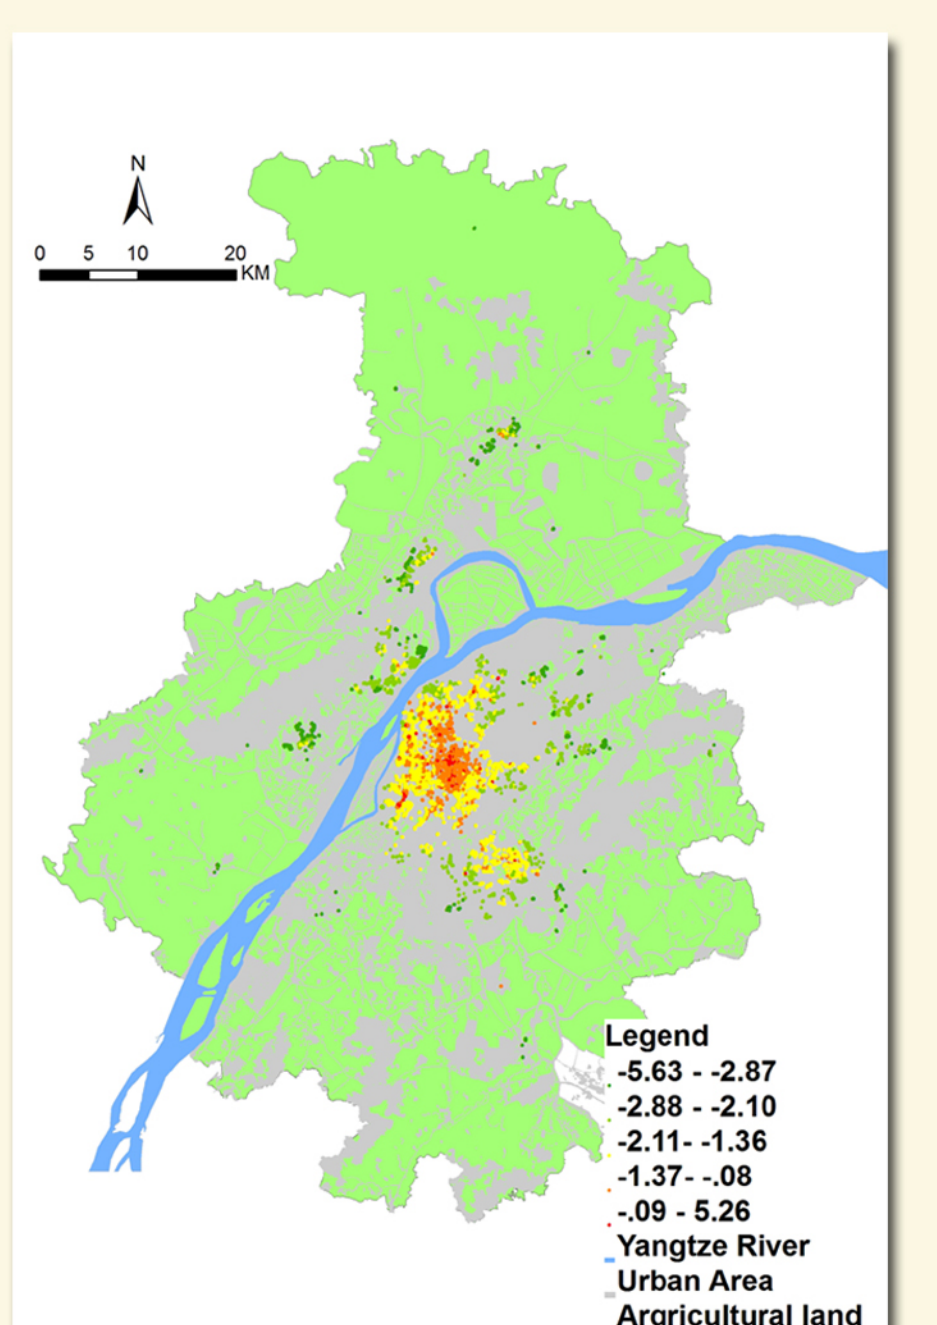 N
0 5 10 20
KM
Legend
-5.63 - -2.87
-2.88 - -2.10
-2.11- -1.36
-1.37- -.08
-.09 - 5.26
Yangtze River
Urban Area
Argricultural land